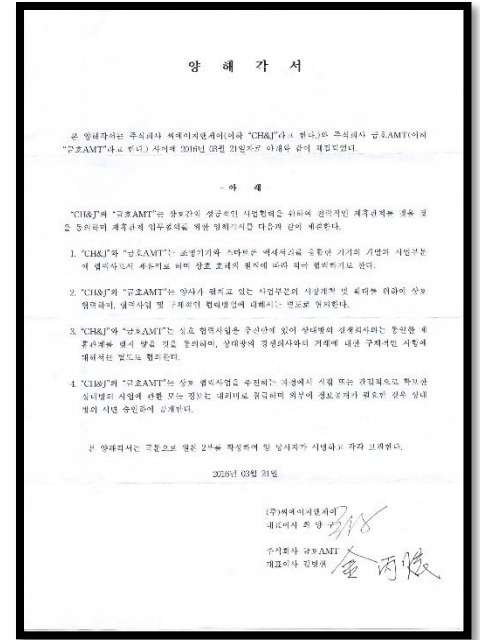 양 해 각 서
본 양해각서는 주식회사 씨에이치앤제이(이하 "CH&J"라고 한다.)와 주식회사 금호AMT(이하
"금호AMT"라고 한다.) 사이에 2016년 03월 21일자로 아래와 같이 체결되었다.
- 아 래 -
"CH&J"와 "금호AMT"는 상호간의 성공적인 사업협력을 위하여 전략적인 제휴관계를 맺을 것
을 동의하며 제휴관계 업무협의를 위한 양해각서를 다음과 같이 체결한다.
1. "CH&J"와 "금호AMT"는 조명기기와 스마트폰 액세서리를 융합한 기기의 개발과 사업부분
에 협력사로서 제휴하며 상호 호혜의 원칙에 따라 적극 협력하기로 한다.
2. "CH&J"와 "금호AMT"는 양사가 펼치고 있는 사업부문의 시장개척 및 확대를 위하여 상호
협력하며, 협력사업 및 구체적인 협력방법에 대해서는 별도로 협의한다.
3. "CH&J"와 "금호AMT"는 상호 협력사업을 추진함에 있어 상대방의 경쟁회사와는 동일한 제
휴관계를 맺지 않을 것을 동의하며, 상대방의 경쟁회사와의 거래에 대한 구체적인 사항에
대해서는 별도로 협의한다.
4. "CH&J"와 "금호AMT"는 상호 협력사업을 추진하는 과정에서 직접 또는 간접적으로 확보한
상대방의 사업에 관한 모든 정보는 대외비로 취급하며 외부에 정보공개가 필요한 경우 상대
방의 서면 승인하에 공개한다.
본 양해각서는 국문으로 원본 2부를 작성하여 양 당사자가 서명하고 각각 보관한다.
2016년 03월 21일
(주)씨에이치앤제이
대표이사 최 양 구
주식회사 금호AMT
대표이사 김병현
金 丙